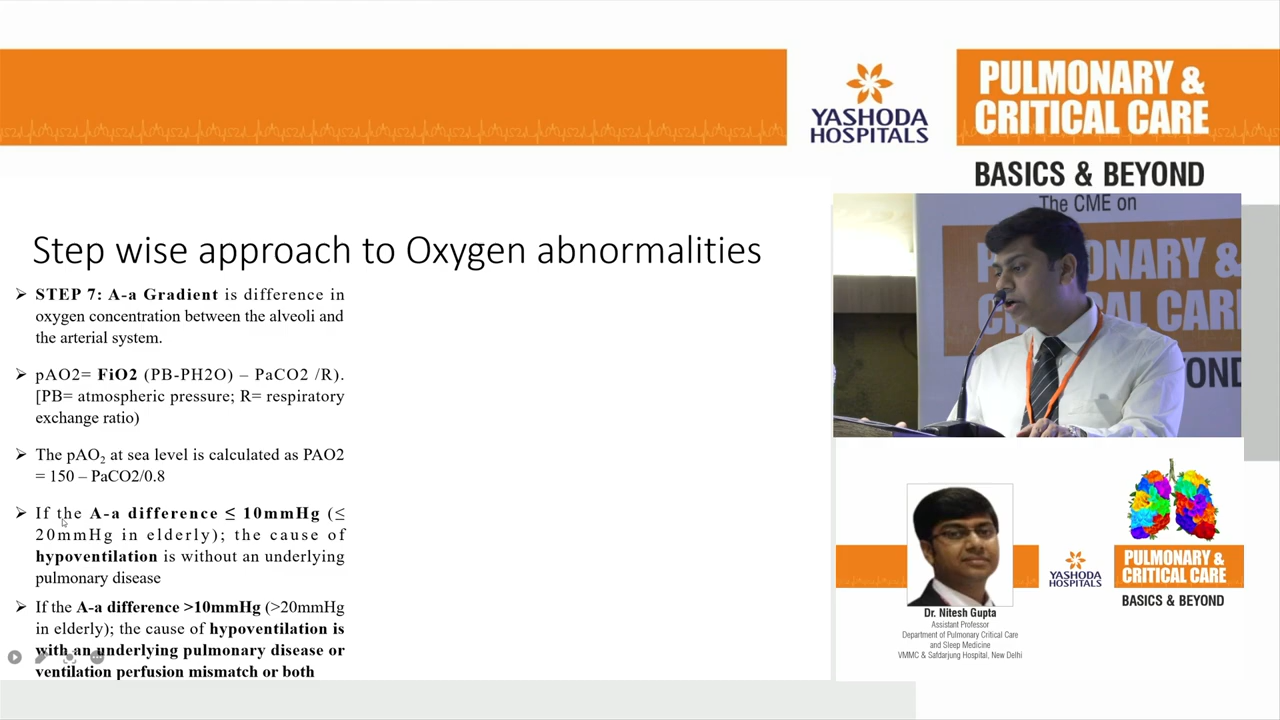 YASHODA
HOSPITALS
PULMONARY &
CRITICAL CARE
BASICS & BEYOND
The CME on
PULMONARY &
CRITICAL CAR
YOND
Step wise approach to Oxygen abnormalities
➢ STEP 7: A-a Gradient is difference in
oxygen concentration between the alveoli and
the arterial system.
➢ pAO2= FiO2 (PB-PH2O) – PaCO2 /R).
[PB= atmospheric pressure; R= respiratory
exchange ratio)
➢ The pAO₂ at sea level is calculated as PAO2
= 150 – PaCO2/0.8
➢ If the A-a difference ≤ 10mmHg (≤
20mmHg in elderly); the cause of
hypoventilation is without an underlying
pulmonary disease
➢ If the A-a difference >10mmHg (>20mmHg
in elderly); the cause of hypoventilation is
with an underlying pulmonary disease or
ventilation perfusion mismatch or both
Dr. Nitesh Gupta
Assistant Professor
Department of Pulmonary Critical Care
and Sleep Medicine
VMMC & Safdarjung Hospital, New Delhi
YASHODA
HOSPITALS
PULMONARY &
CRITICAL CARE
BASICS & BEYOND